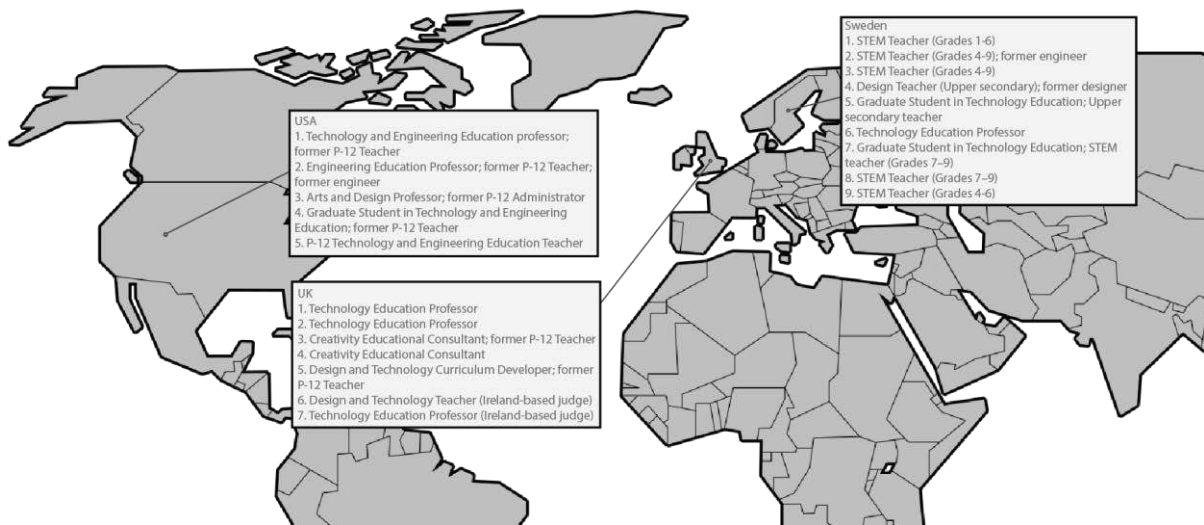 USA
1. Technology and Engineering Education professor;
former P-12 Teacher
2. Engineering Education Professor; former P-12 Teacher;
former engineer
3. Arts and Design Professor; former P-12 Administrator
4. Graduate Student in Technology and Engineering
Education; former P-12 Teacher
5. P-12 Technology and Engineering Education Teacher
UK
1. Technology Education Professor
2. Technology Education Professor
3. Creativity Educational Consultant; former P-12 Teacher
4. Creativity Educational Consultant
5. Design and Technology Curriculum Developer; former
P-12 Teacher
6. Design and Technology Teacher (Ireland-based judge)
7. Technology Education Professor (Ireland-based judge)
Sweden
1. STEM Teacher (Grades 1-6)
2. STEM Teacher (Grades 4-9); former engineer
3. STEM Teacher (Grades 4-9)
4. Design Teacher (Upper secondary); former designer
5. Graduate Student in Technology Education; Upper
secondary teacher
6. Technology Education Professor
7. Graduate Student in Technology Education; STEM
teacher (Grades 7–9)
8. STEM Teacher (Grades 7–9)
9. STEM Teacher (Grades 4-6)